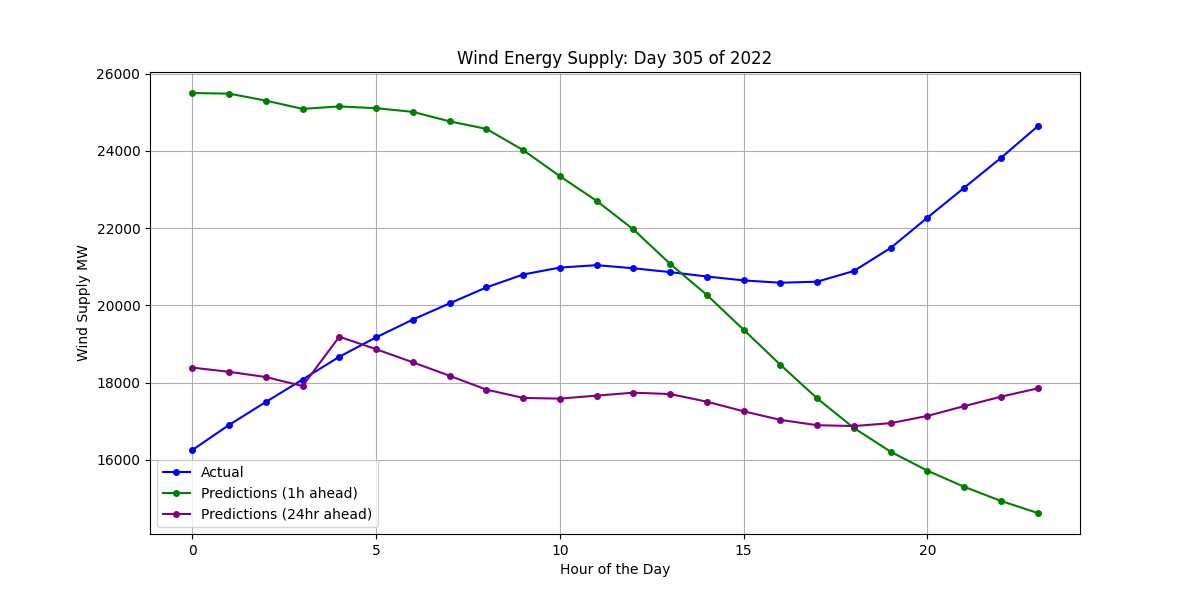 Wind Energy Supply: Day 305 of 2022
26000
24000
22000
20000
18000
16000
Wind Supply MW
Actual
Predictions (1h ahead)
Predictions (24hr ahead)
0 5 10 15 20
Hour of the Day